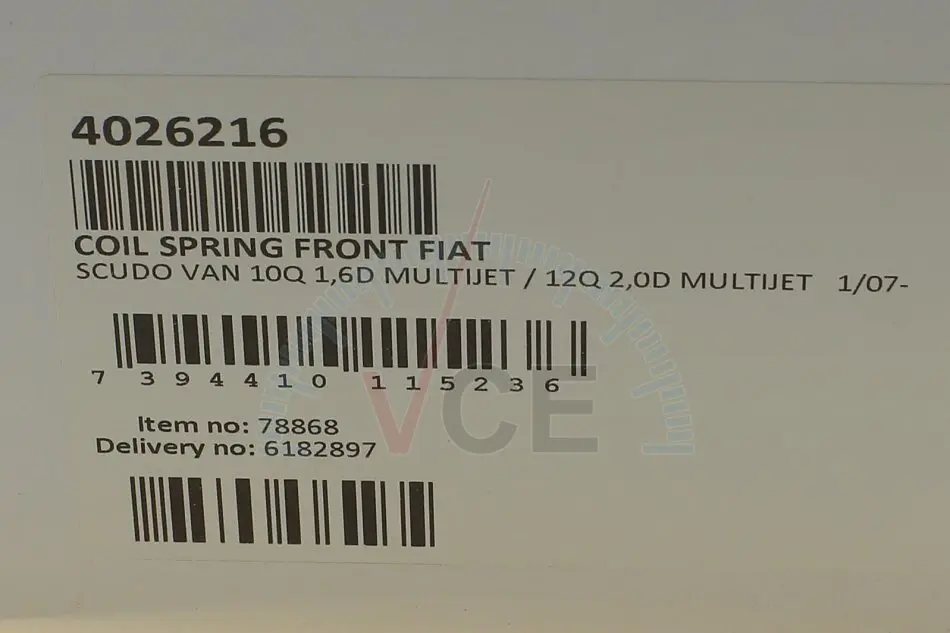 4026216
COIL SPRING FRONT FIAT
SCUDO VAN 10Q 1,6D MULTIJET / 12Q 2,0D MULTIJET 1/07-
7 394410 115236
Item no: 78868
Delivery no: 6182897
VCE